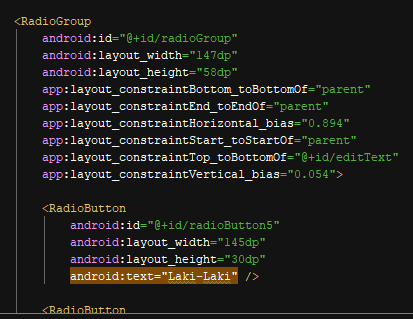 <RadioGroup
android:id="@+id/radioGroup"
android:layout_width="147dp"
android:layout_height="58dp"
app:layout_constraintBottom_toBottomOf="parent"
app:layout_constraintEnd_toEndOf="parent"
app:layout_constraintHorizontal_bias="0.894"
app:layout_constraintStart_toStartOf="parent"
app:layout_constraintTop_toBottomOf="@+id/editText"
app:layout_constraintVertical_bias="0.054">
<RadioButton
android:id="@+id/radioButton5"
android:layout_width="145dp"
android:layout_height="30dp"
android:text="Laki-Laki" />
<RadioButton